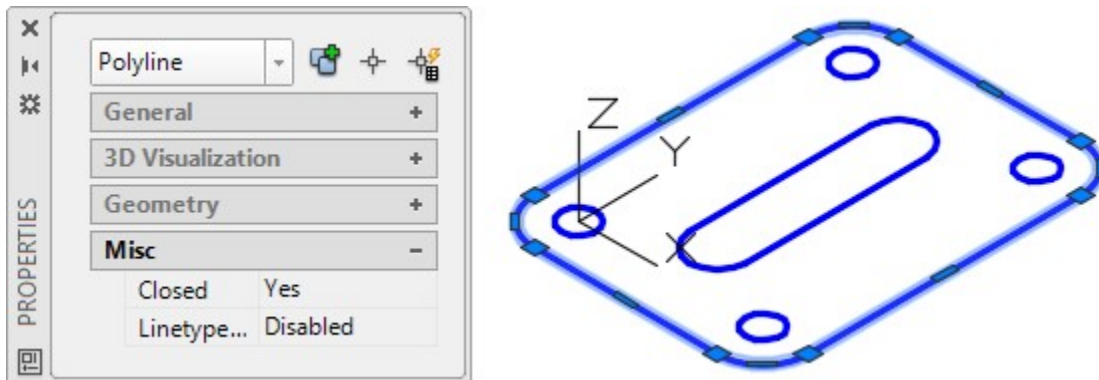 Polyline
General
3D Visualization
Geometry
Misc
Closed Yes
Linetype... Disabled
PROPERTIES
Z
Y
X